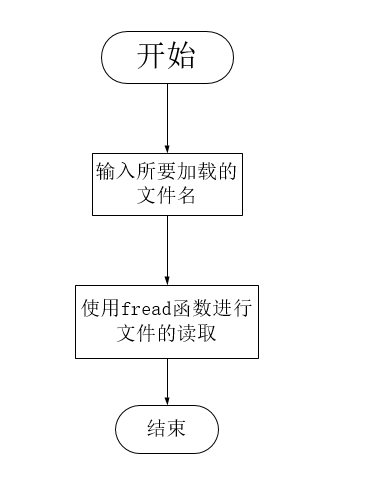 开始
输入所要加载的
文件名
使用fread函数进行
文件的读取
结束